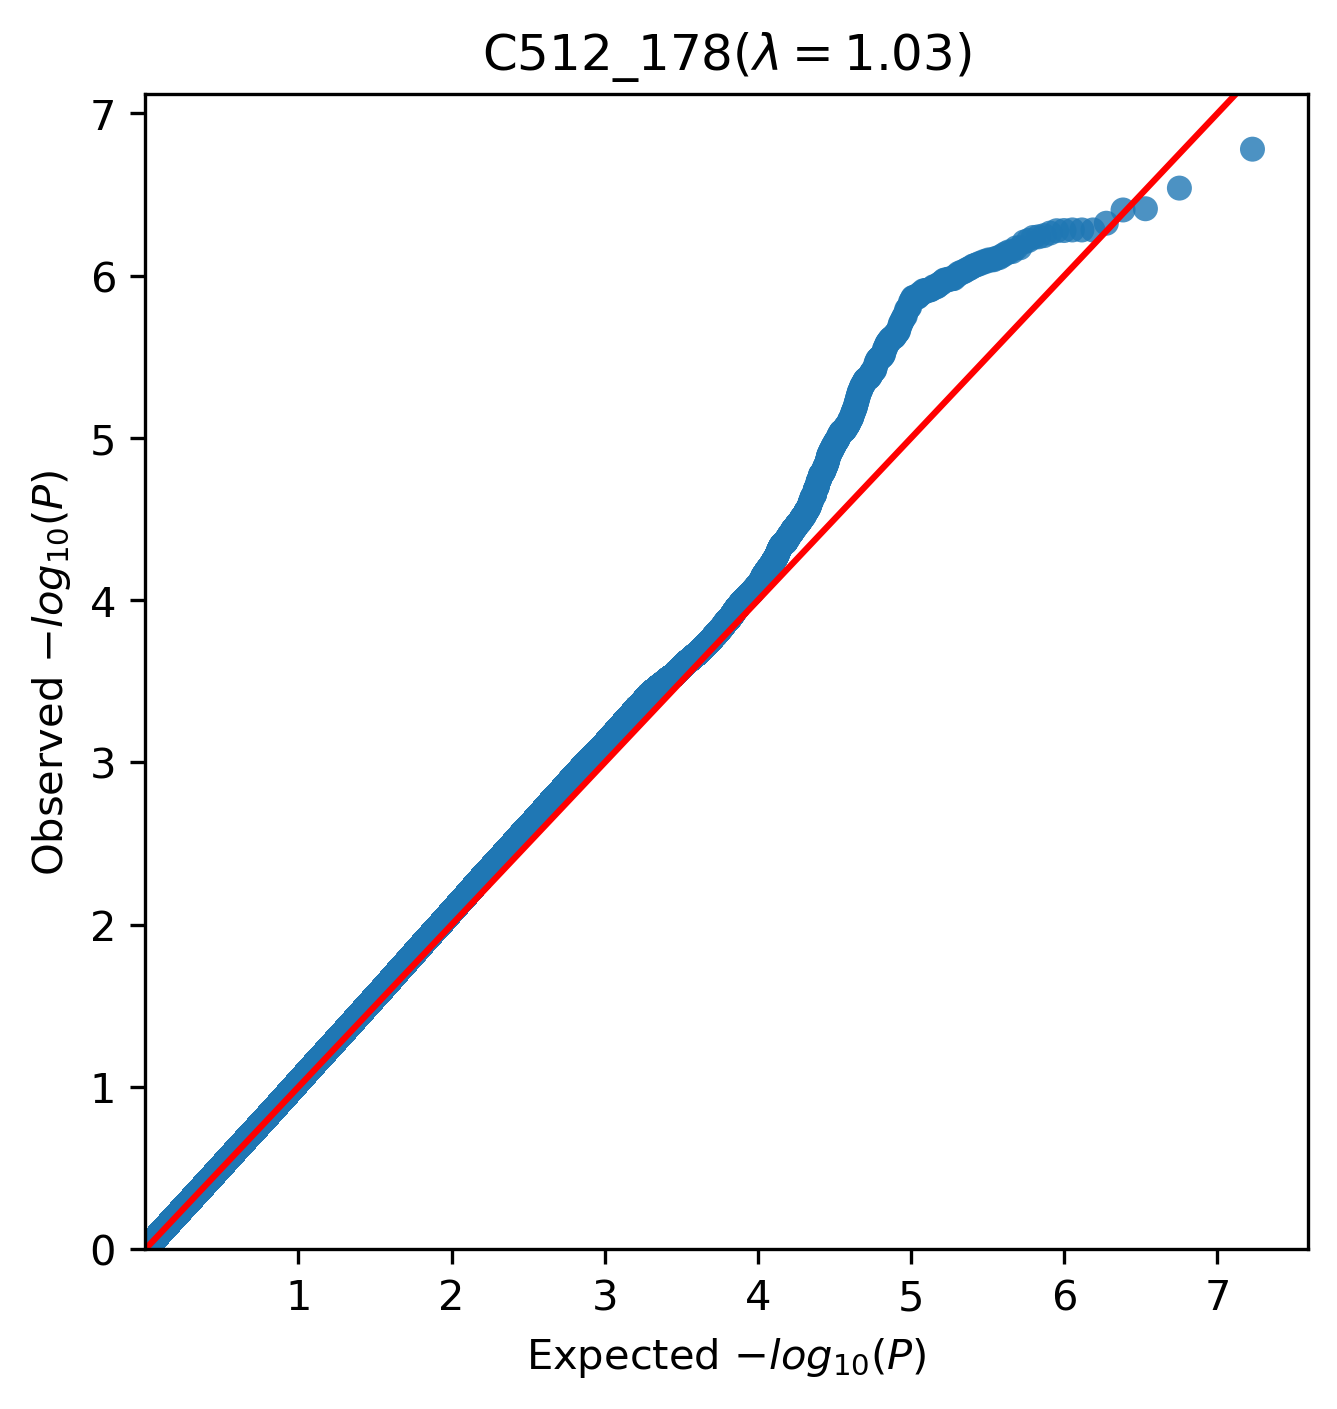 C512_178(λ = 1.03)
7
6
5
4
3
2
1
0
Observed −log₁₀(P)
1 2 3 4 5 6 7
Expected −log₁₀(P)